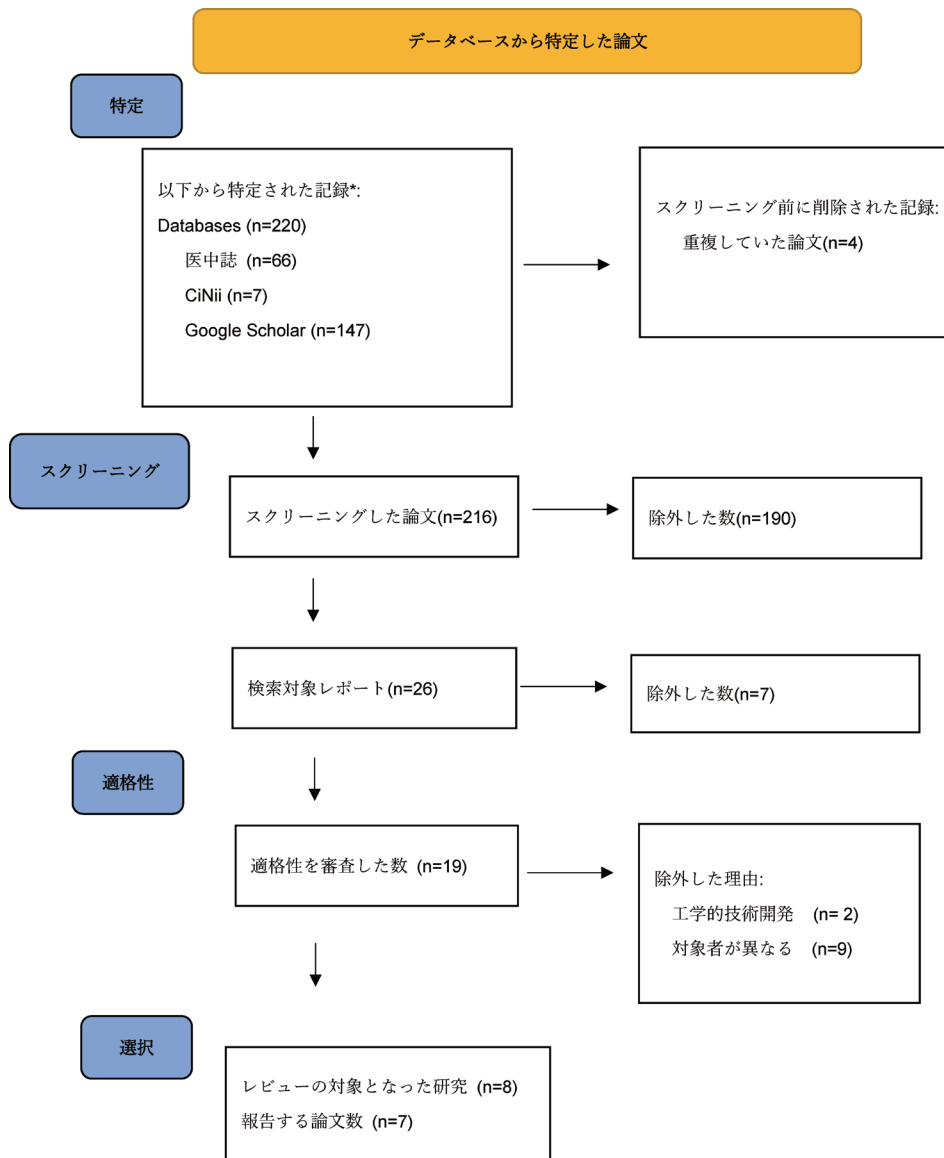 データベースから特定した論文
特定
以下から特定された記録*:
Databases (n=220)
医中誌 (n=66)
CiNii (n=7)
Google Scholar (n=147)
スクリーニング前に削除された記録:
重複していた論文(n=4)
スクリーニング
スクリーニングした論文(n=216)
除外した数(n=190)
検索対象レポート(n=26)
除外した数(n=7)
適格性
適格性を審査した数 (n=19)
除外した理由:
工学的技術開発 (n= 2)
対象者が異なる (n=9)
選択
レビューの対象となった研究 (n=8)
報告する論文数 (n=7)